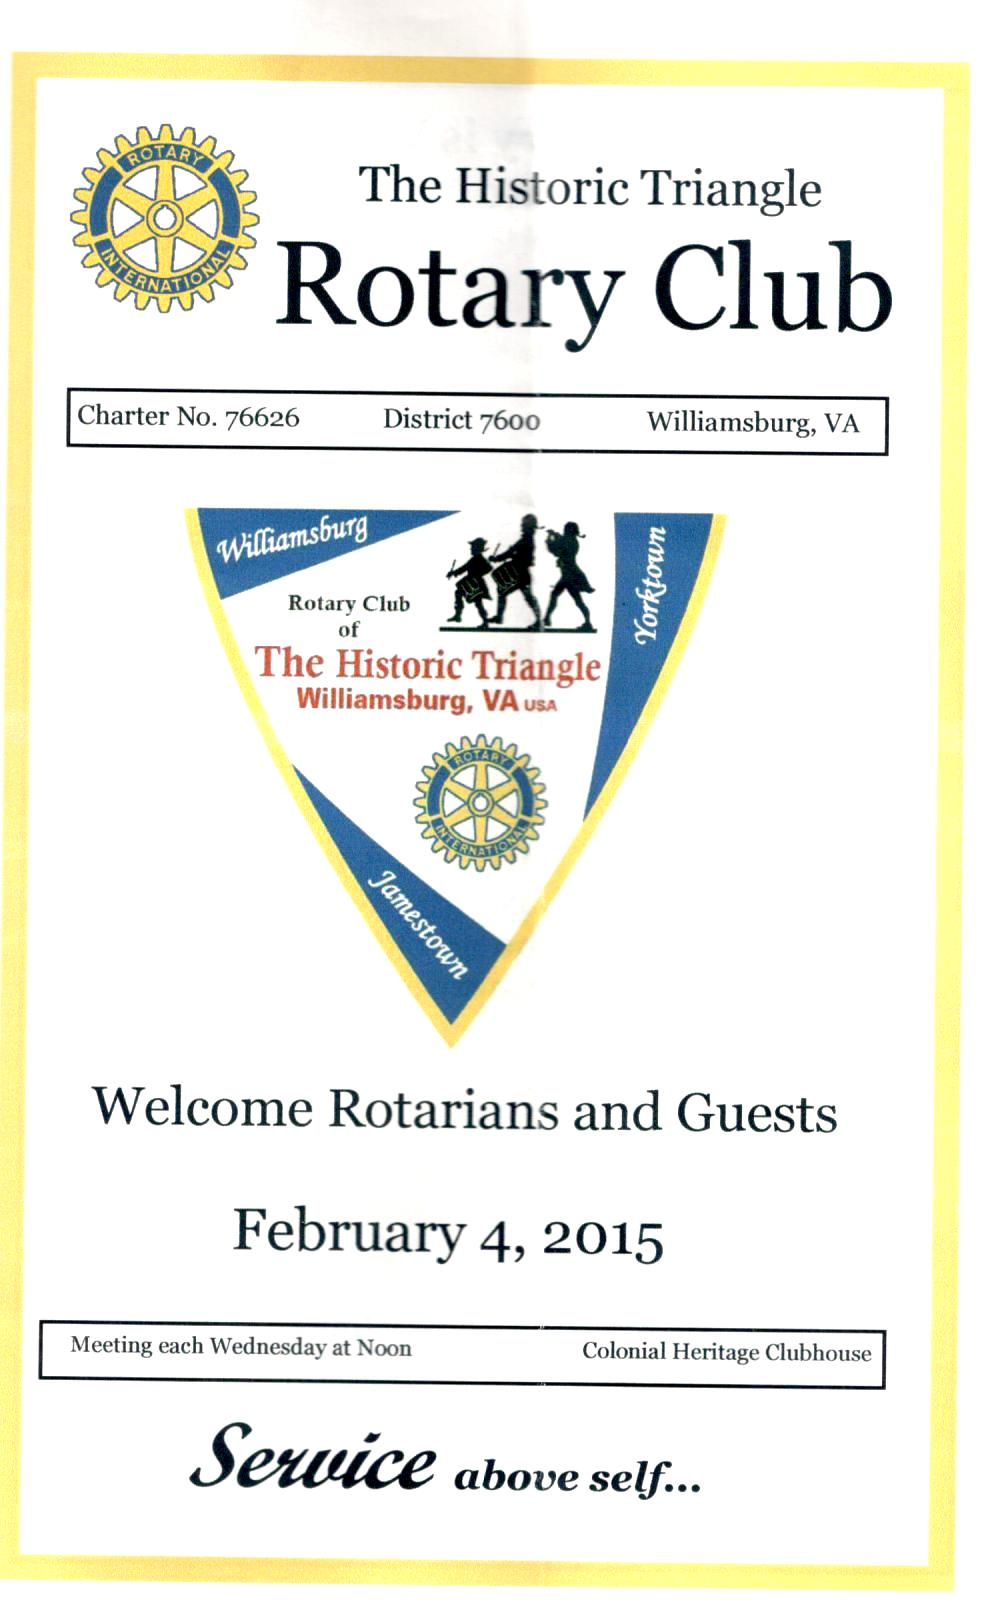 ROTARY
INTERNATIONAL
The Historic Triangle
Rotary Club
Charter No. 76626 District 7600 Williamsburg, VA
Williamsburg
Yorktown
Rotary Club
of
The Historic Triangle
Williamsburg, VA USA
ROTARY
INTERNATIONAL
Jamestown
Welcome Rotarians and Guests
February 4, 2015
Meeting each Wednesday at Noon Colonial Heritage Clubhouse
Service above self...